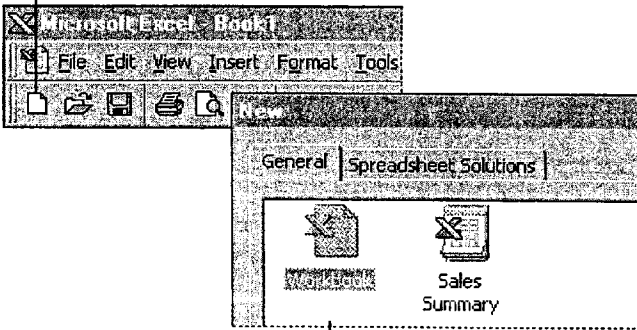 Microsoft Excel - Book1
File Edit View Insert Format Tools
New
General Spreadsheet Solutions
Workbook
Sales
Summary